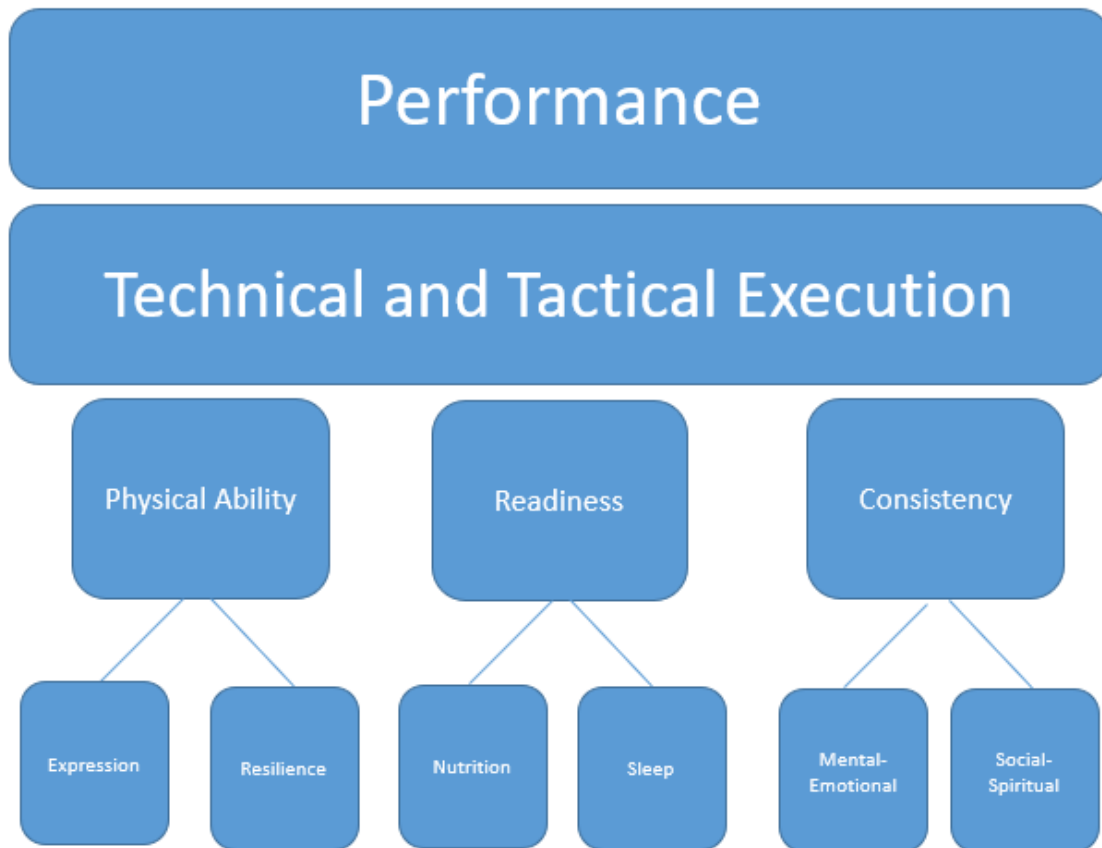 Performance
Technical and Tactical Execution
Physical Ability
Readiness
Consistency
Expression
Resilience
Nutrition
Sleep
Mental-
Emotional
Social-
Spiritual